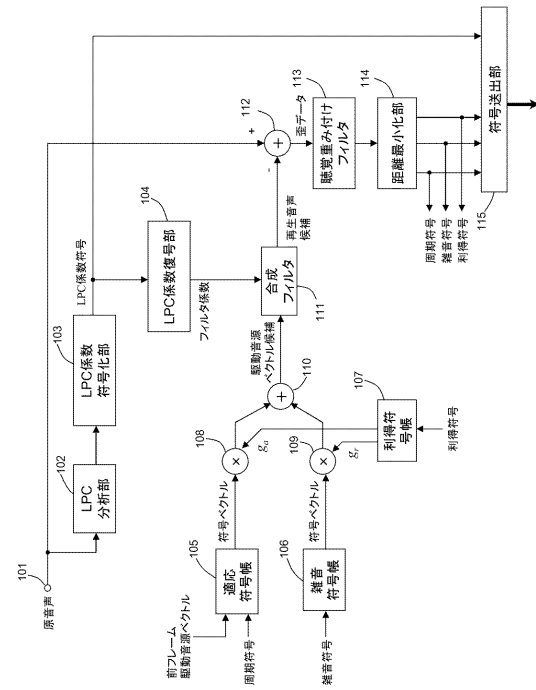 101
原音声
102
LPC
分析部
103
LPC係数
符号化部
LPC係数符号
104
LPC係数復号部
フィルタ係数
前フレーム
駆動音源ベクトル
周期符号
105
適応
符号帳
符号ベクトル
108
×
g_a
雑音符号
106
雑音
符号帳
符号ベクトル
109
×
g_r
107
利得符
号帳
利得符号
+
110
駆動音源
ベクトル候補
合成
フィルタ
111
再生音声
候補
+
-
+
112
歪データ
113
聴覚重み付け
フィルタ
114
距離最小化部
周期符号
雑音符号
利得符号
符号送出部
115